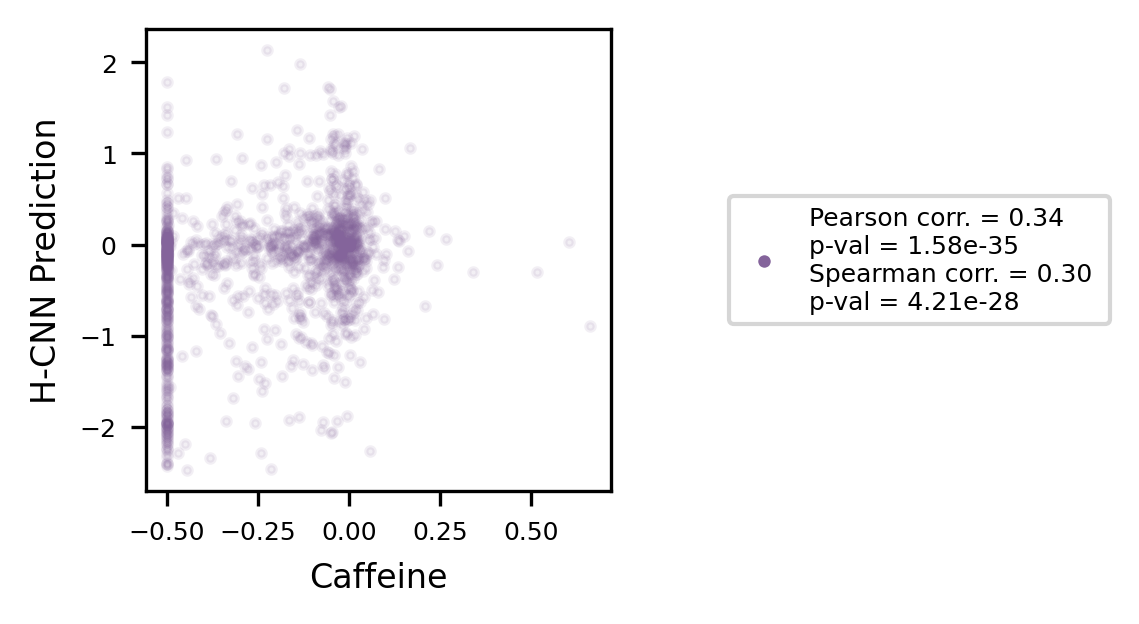 2
1
0
−1
−2
H-CNN Prediction
−0.50 −0.25 0.00 0.25 0.50
Caffeine
Pearson corr. = 0.34
p-val = 1.58e-35
Spearman corr. = 0.30
p-val = 4.21e-28